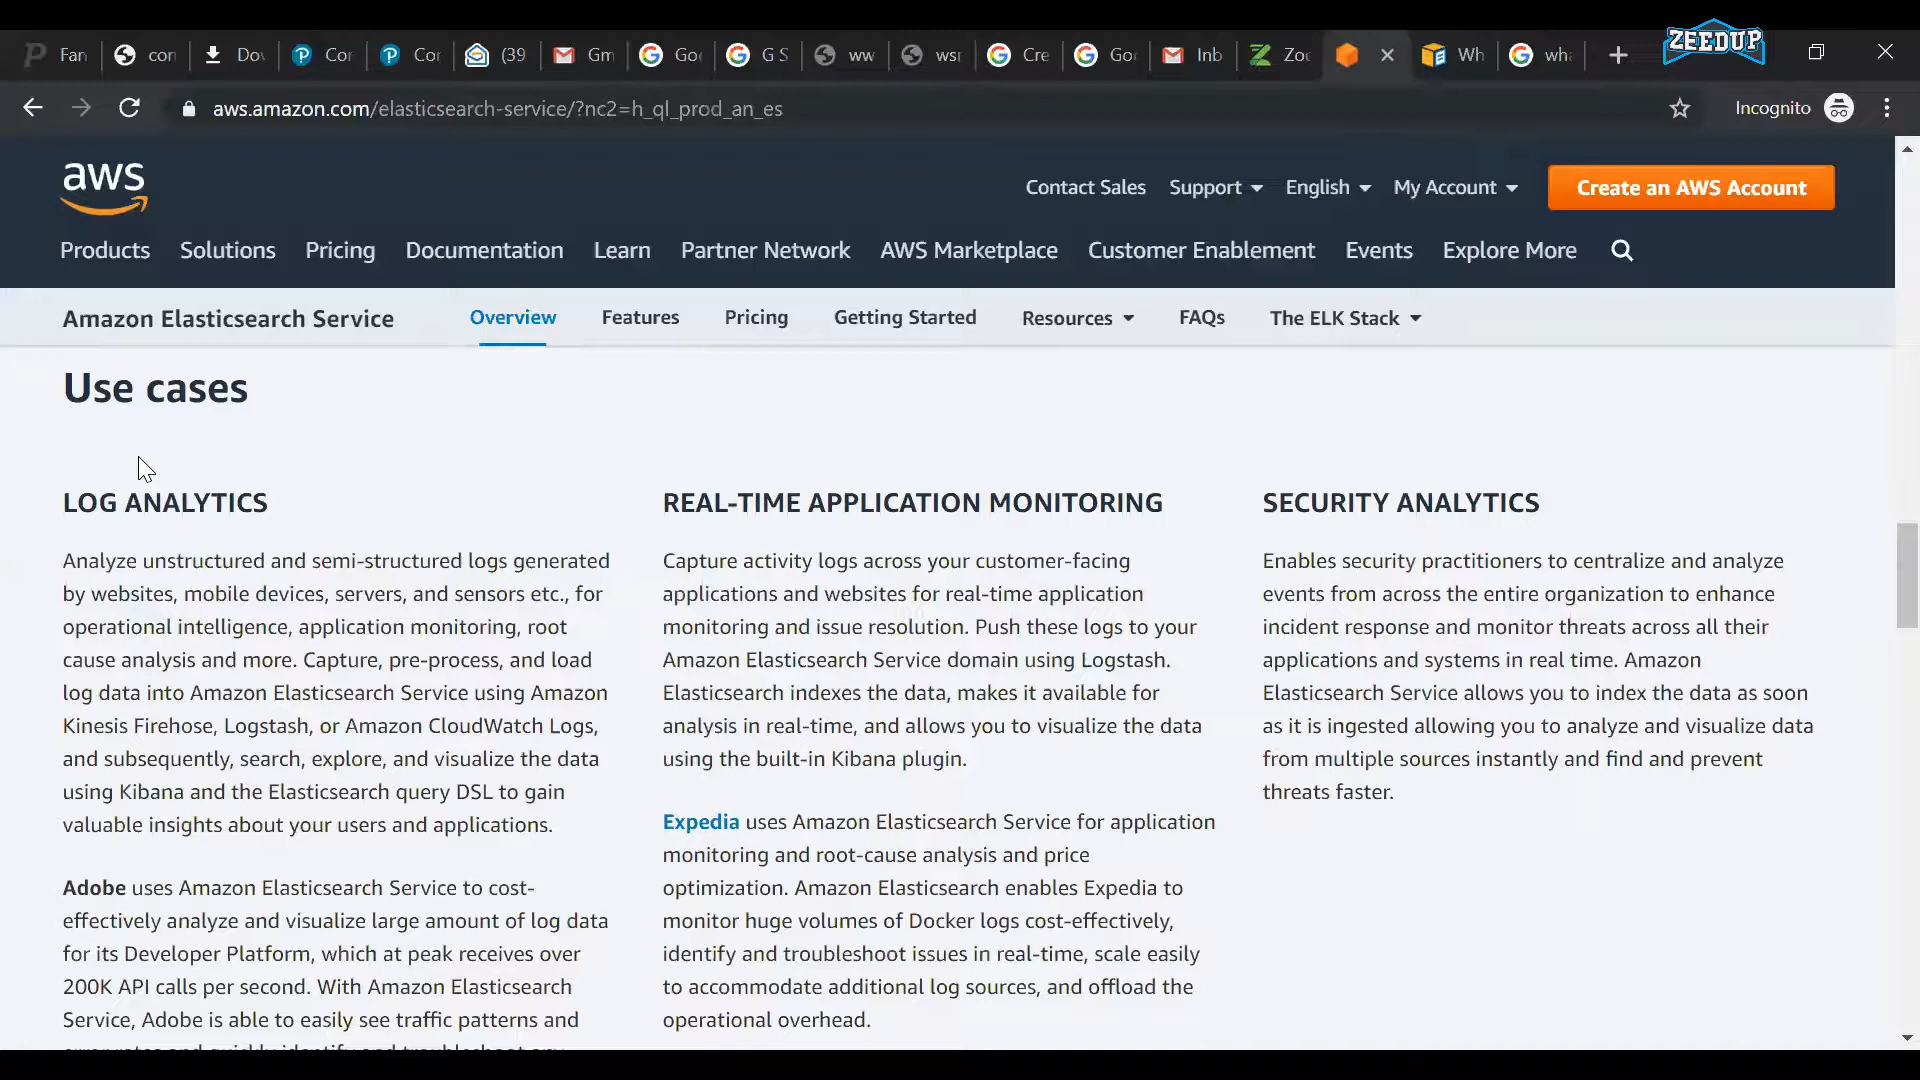 Fan con Dov Cor Cor (39 Gm Goo G S ww wsr Cre Goo Inb Zoo Wh wha
ZEEDUP
aws.amazon.com/elasticsearch-service/?nc2=h_ql_prod_an_es
Incognito
aws
Contact Sales Support English My Account Create an AWS Account
Products Solutions Pricing Documentation Learn Partner Network AWS Marketplace Customer Enablement Events Explore More
Amazon Elasticsearch Service Overview Features Pricing Getting Started Resources FAQs The ELK Stack
Use cases
LOG ANALYTICS
Analyze unstructured and semi-structured logs generated
by websites, mobile devices, servers, and sensors etc., for
operational intelligence, application monitoring, root
cause analysis and more. Capture, pre-process, and load
log data into Amazon Elasticsearch Service using Amazon
Kinesis Firehose, Logstash, or Amazon CloudWatch Logs,
and subsequently, search, explore, and visualize the data
using Kibana and the Elasticsearch query DSL to gain
valuable insights about your users and applications.
Adobe uses Amazon Elasticsearch Service to cost-
effectively analyze and visualize large amount of log data
for its Developer Platform, which at peak receives over
200K API calls per second. With Amazon Elasticsearch
Service, Adobe is able to easily see traffic patterns and
REAL-TIME APPLICATION MONITORING
Capture activity logs across your customer-facing
applications and websites for real-time application
monitoring and issue resolution. Push these logs to your
Amazon Elasticsearch Service domain using Logstash.
Elasticsearch indexes the data, makes it available for
analysis in real-time, and allows you to visualize the data
using the built-in Kibana plugin.
Expedia uses Amazon Elasticsearch Service for application
monitoring and root-cause analysis and price
optimization. Amazon Elasticsearch enables Expedia to
monitor huge volumes of Docker logs cost-effectively,
identify and troubleshoot issues in real-time, scale easily
to accommodate additional log sources, and offload the
operational overhead.
SECURITY ANALYTICS
Enables security practitioners to centralize and analyze
events from across the entire organization to enhance
incident response and monitor threats across all their
applications and systems in real time. Amazon
Elasticsearch Service allows you to index the data as soon
as it is ingested allowing you to analyze and visualize data
from multiple sources instantly and find and prevent
threats faster.